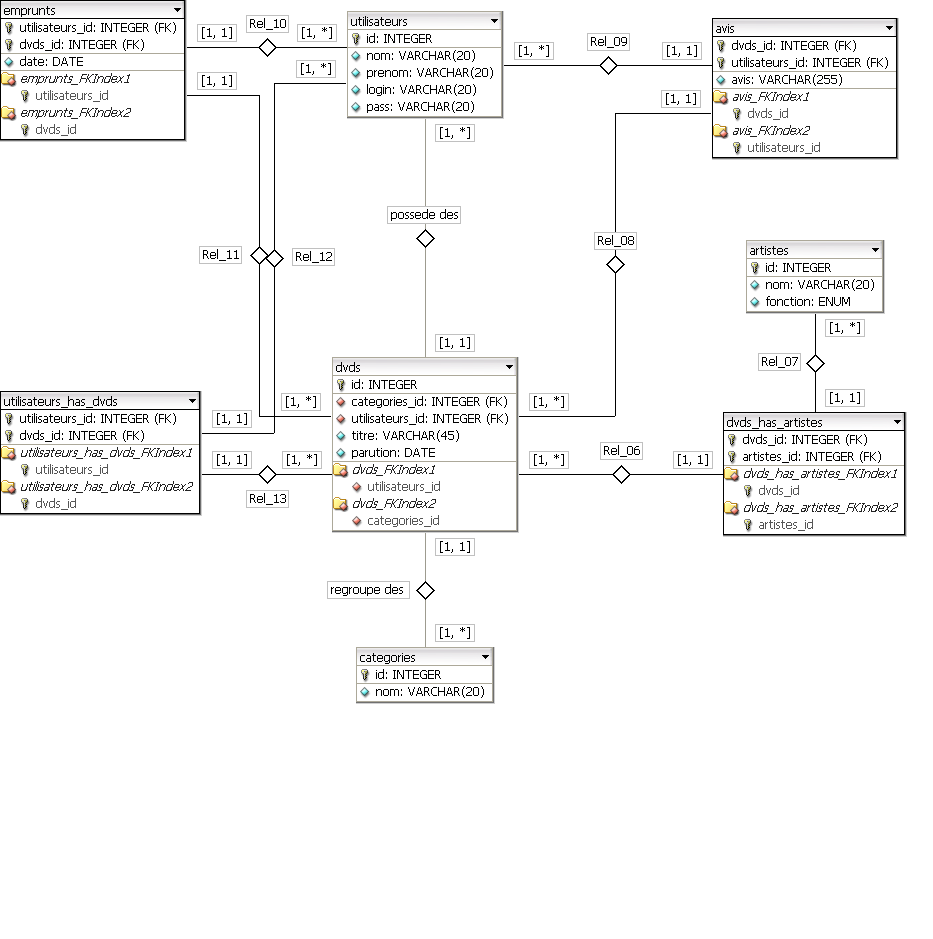 emprunts
utilisateurs_id: INTEGER (FK)
dvds_id: INTEGER (FK)
date: DATE
emprunts_FKIndex1
utilisateurs_id
emprunts_FKIndex2
dvds_id
[1, 1]
Rel_10
[1, *]
[1, 1]
[1, *]
utilisateurs
id: INTEGER
nom: VARCHAR(20)
prenom: VARCHAR(20)
login: VARCHAR(20)
pass: VARCHAR(20)
[1, *]
Rel_09
[1, 1]
[1, 1]
avis
dvds_id: INTEGER (FK)
utilisateurs_id: INTEGER (FK)
avis: VARCHAR(255)
avis_FKIndex1
dvds_id
avis_FKIndex2
utilisateurs_id
[1, *]
possede des
[1, 1]
Rel_11
Rel_12
Rel_08
artistes
id: INTEGER
nom: VARCHAR(20)
fonction: ENUM
[1, *]
Rel_07
[1, 1]
utilisateurs_has_dvds
utilisateurs_id: INTEGER (FK)
dvds_id: INTEGER (FK)
utilisateurs_has_dvds_FKIndex1
utilisateurs_id
utilisateurs_has_dvds_FKIndex2
dvds_id
[1, 1]
[1, *]
[1, 1]
[1, *]
Rel_13
dvds
id: INTEGER
categories_id: INTEGER (FK)
utilisateurs_id: INTEGER (FK)
titre: VARCHAR(45)
parution: DATE
dvds_FKIndex1
utilisateurs_id
dvds_FKIndex2
categories_id
[1, *]
[1, *]
Rel_06
[1, 1]
dvds_has_artistes
dvds_id: INTEGER (FK)
artistes_id: INTEGER (FK)
dvds_has_artistes_FKIndex1
dvds_id
dvds_has_artistes_FKIndex2
artistes_id
[1, 1]
regroupe des
[1, *]
categories
id: INTEGER
nom: VARCHAR(20)